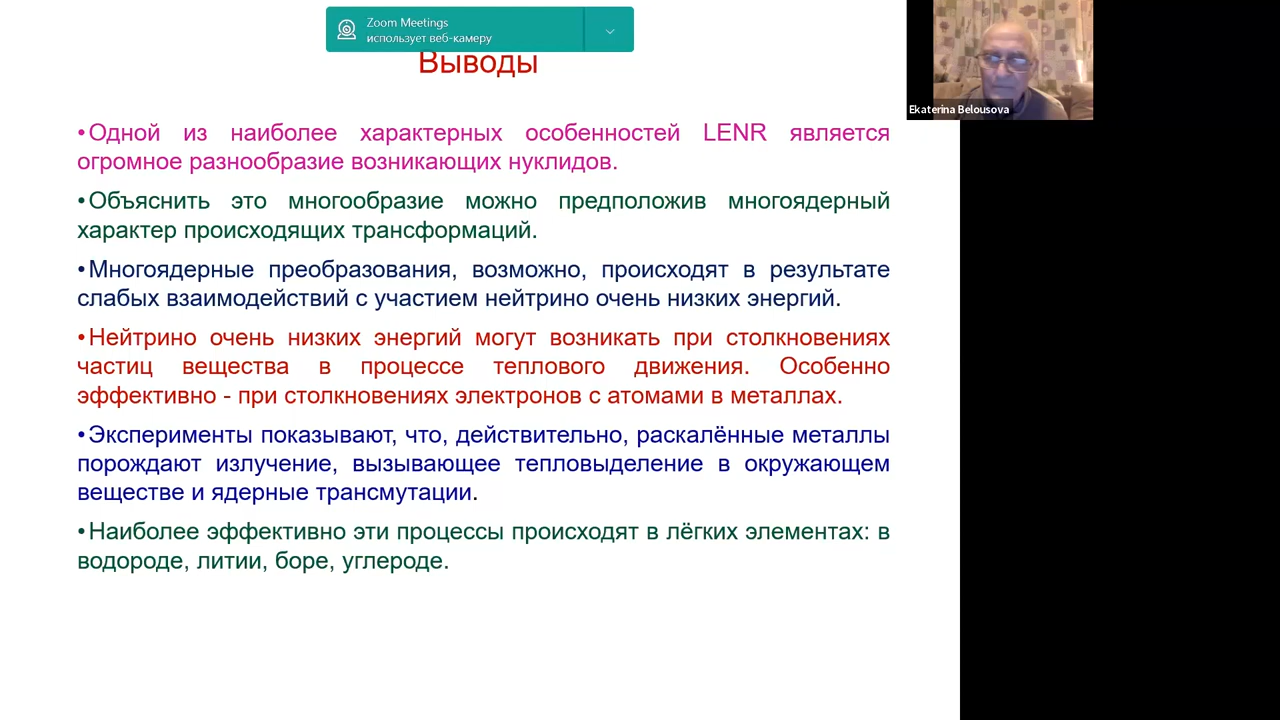 Zoom Meetings
использует веб-камеру
Выводы
Ekaterina Belousova
•Одной из наиболее характерных особенностей LENR является
огромное разнообразие возникающих нуклидов.
•Объяснить это многообразие можно предположив многоядерный
характер происходящих трансформаций.
•Многоядерные преобразования, возможно, происходят в результате
слабых взаимодействий с участием нейтрино очень низких энергий.
•Нейтрино очень низких энергий могут возникать при столкновениях
частиц вещества в процессе теплового движения. Особенно
эффективно - при столкновениях электронов с атомами в металлах.
•Эксперименты показывают, что, действительно, раскалённые металлы
порождают излучение, вызывающее тепловыделение в окружающем
веществе и ядерные трансмутации.
•Наиболее эффективно эти процессы происходят в лёгких элементах: в
водороде, литии, боре, углероде.